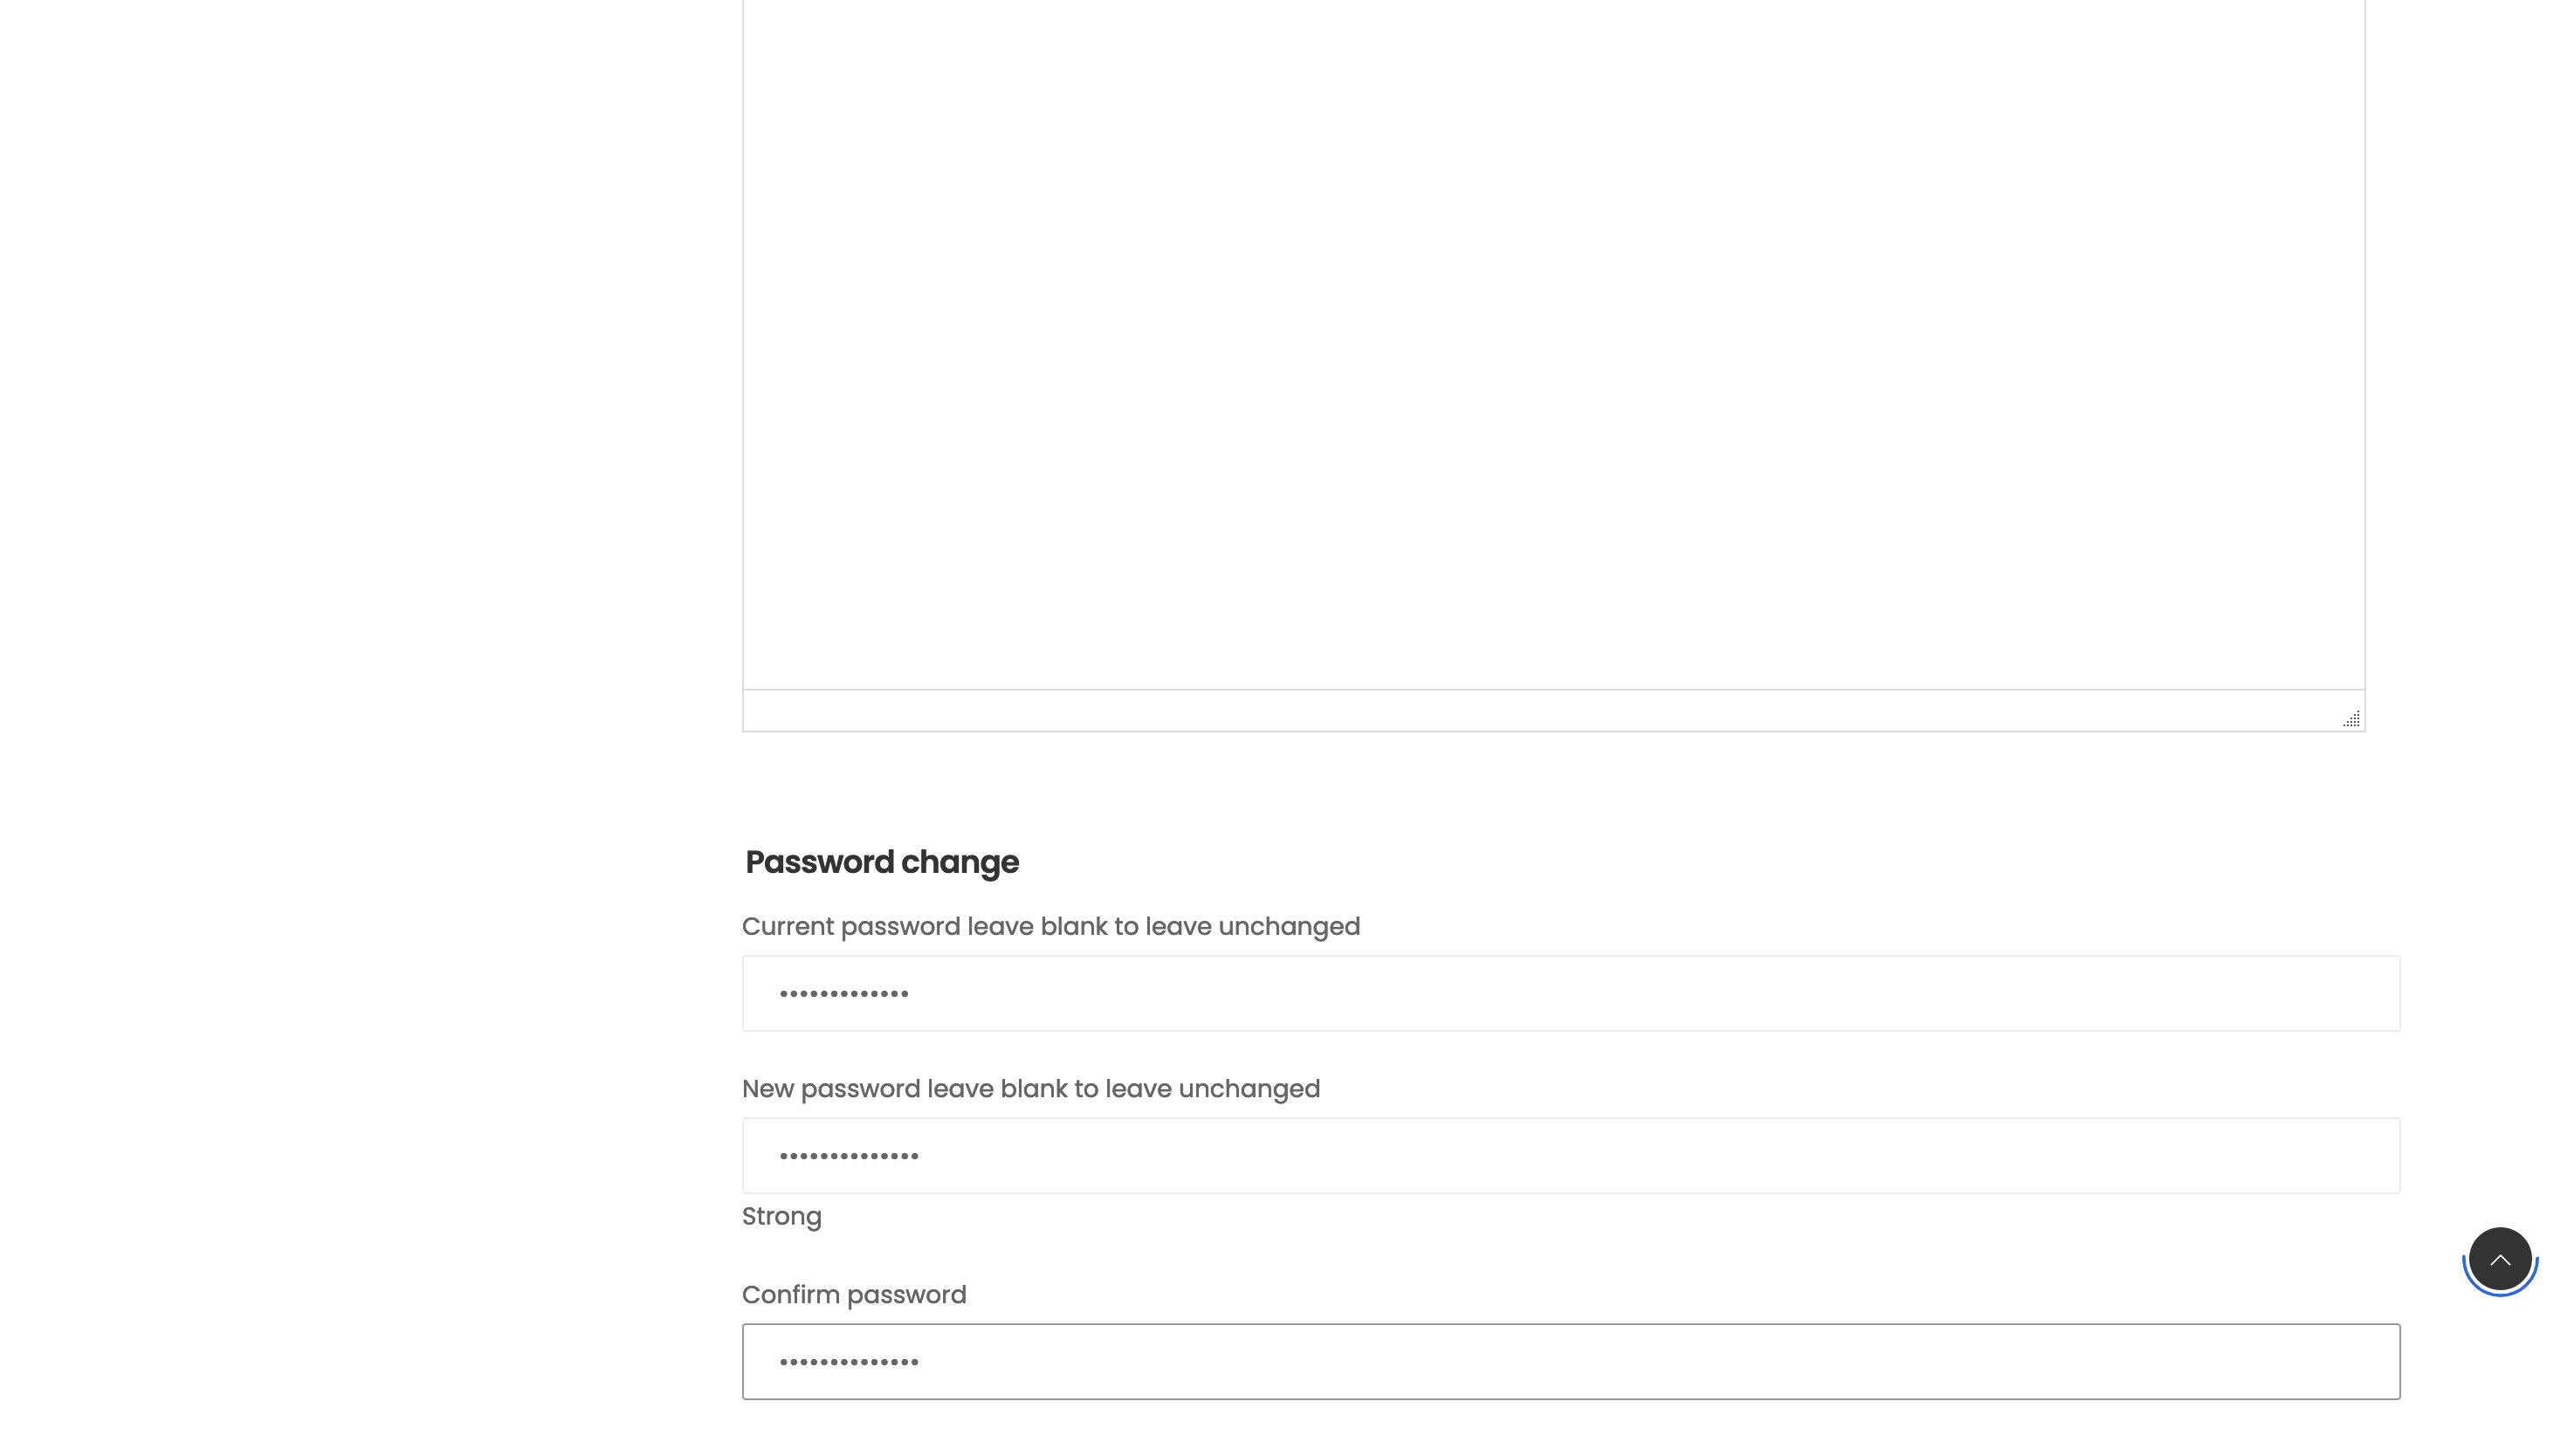 Password change
Current password leave blank to leave unchanged
•••••••••••••
New password leave blank to leave unchanged
••••••••••••••
Strong
Confirm password
••••••••••••••